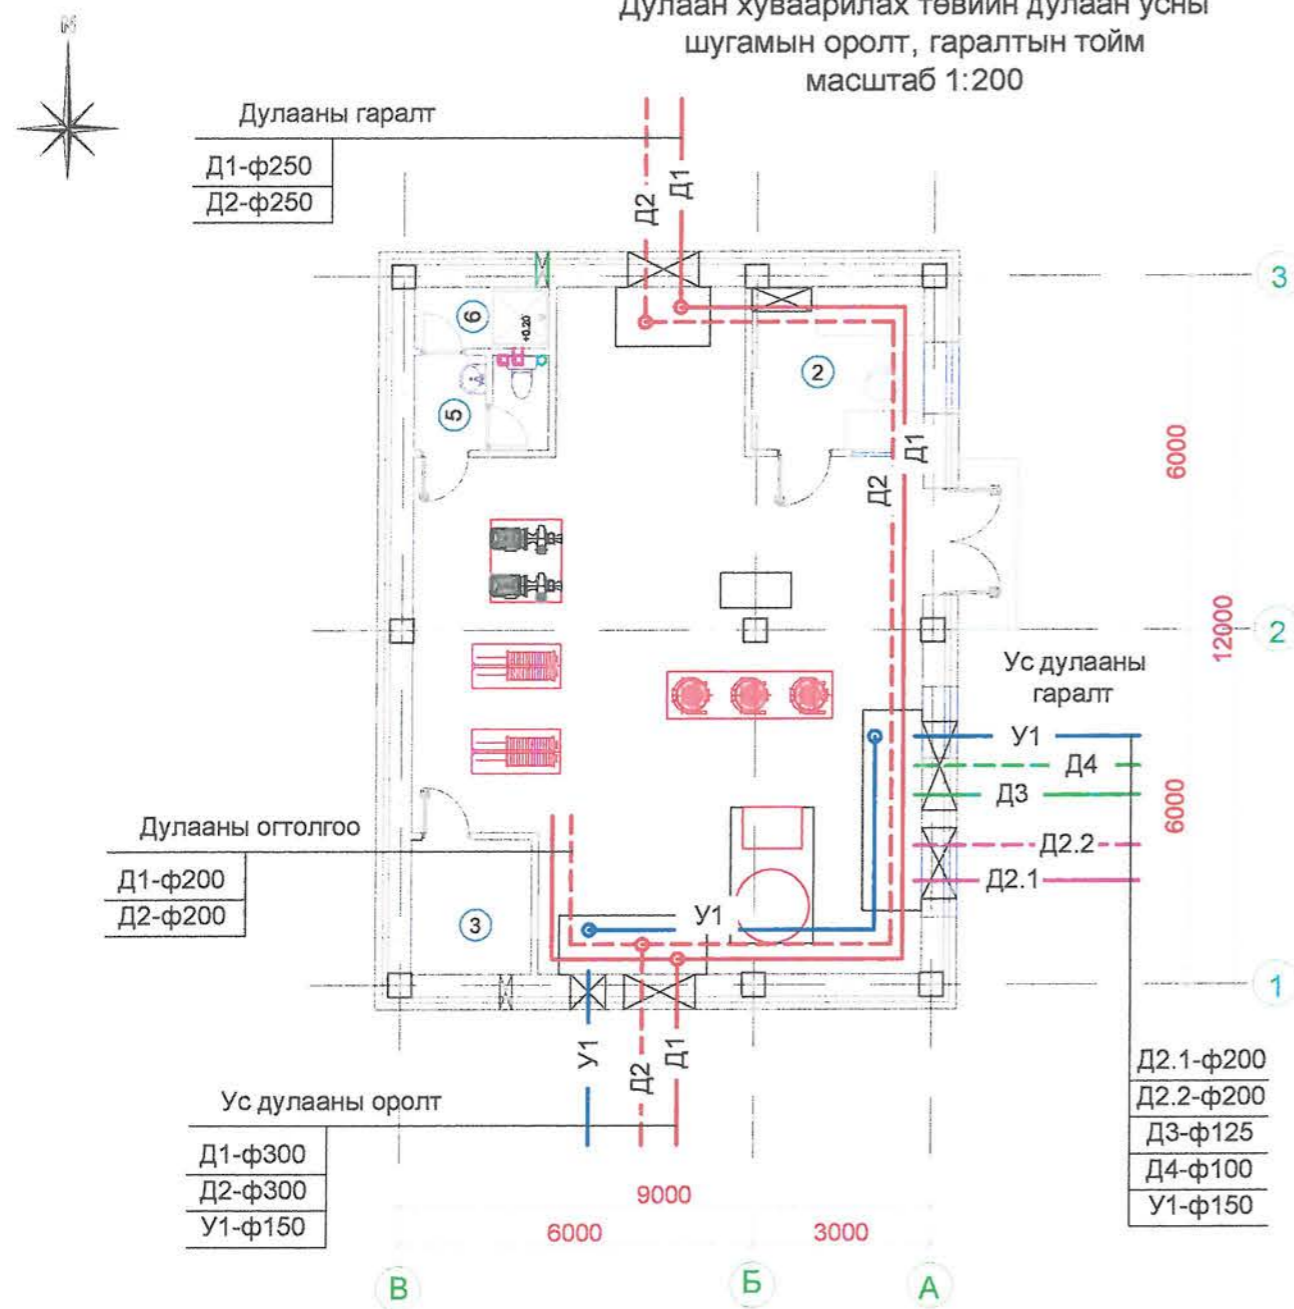 Дулаан хуваарилах төвийн дулаан усны
шугамын оролт, гаралтын тойм
масштаб 1:200
N
Дулааны гаралт
Д1-ф250
Д2-ф250
Д2
Д1
3
6
+0.20
2
5
Д1
Д2
6000
12000
2
Ус дулааны
гаралт
У1
Д4
Д3
6000
Д2.2
Д2.1
Дулааны огтолгоо
Д1-ф200
Д2-ф200
3
У1
1
У1
Д2
Д1
Ус дулааны оролт
Д1-ф300
Д2-ф300
У1-ф150
Д2.1-ф200
Д2.2-ф200
Д3-ф125
Д4-ф100
У1-ф150
9000
6000
3000
В
Б
А